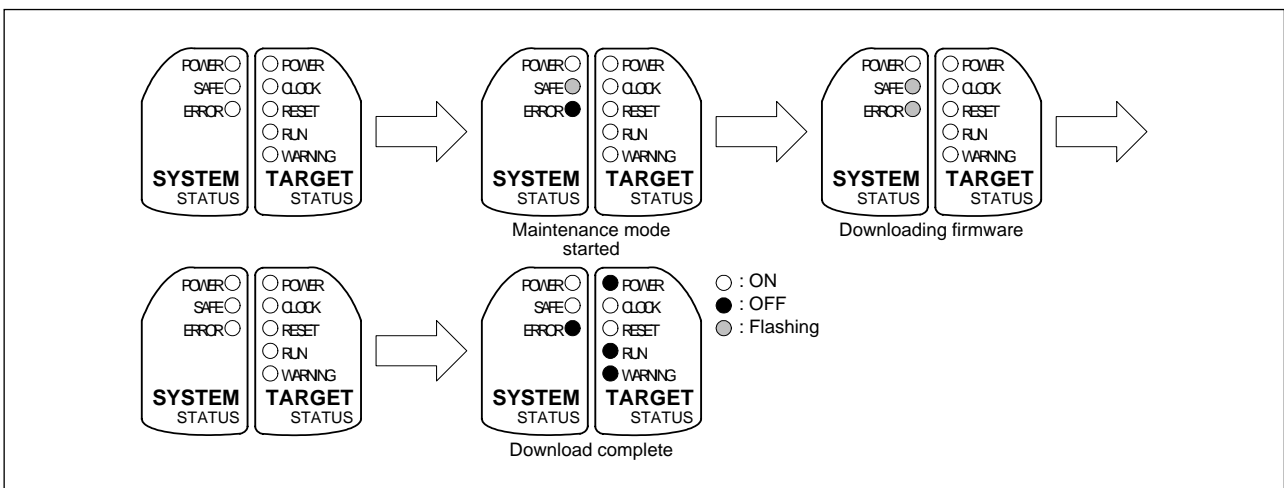 POWER POWER
SAFE CLOCK
ERROR RESET
RUN
WARNING
SYSTEM TARGET
STATUS STATUS
POWER POWER
SAFE CLOCK
ERROR RESET
RUN
WARNING
SYSTEM TARGET
STATUS STATUS
Maintenance mode
started
POWER POWER
SAFE CLOCK
ERROR RESET
RUN
WARNING
SYSTEM TARGET
STATUS STATUS
Downloading firmware
POWER POWER
SAFE CLOCK
ERROR RESET
RUN
WARNING
SYSTEM TARGET
STATUS STATUS
POWER POWER
SAFE CLOCK
ERROR RESET
RUN
WARNING
SYSTEM TARGET
STATUS STATUS
Download complete
: ON
: OFF
: Flashing